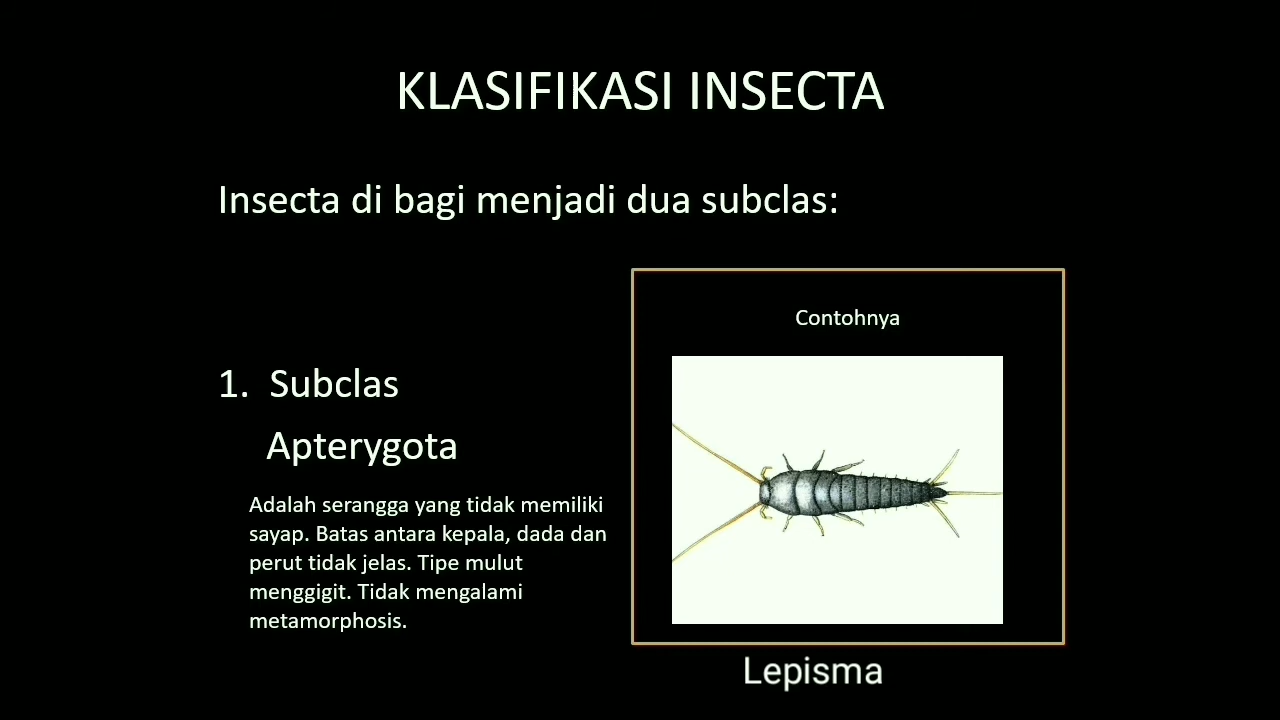 KLASIFIKASI INSECTA
Insecta di bagi menjadi dua subclas:
1. Subclas
Apterygota
Adalah serangga yang tidak memiliki
sayap. Batas antara kepala, dada dan
perut tidak jelas. Tipe mulut
menggigit. Tidak mengalami
metamorphosis.
Contohnya
Lepisma